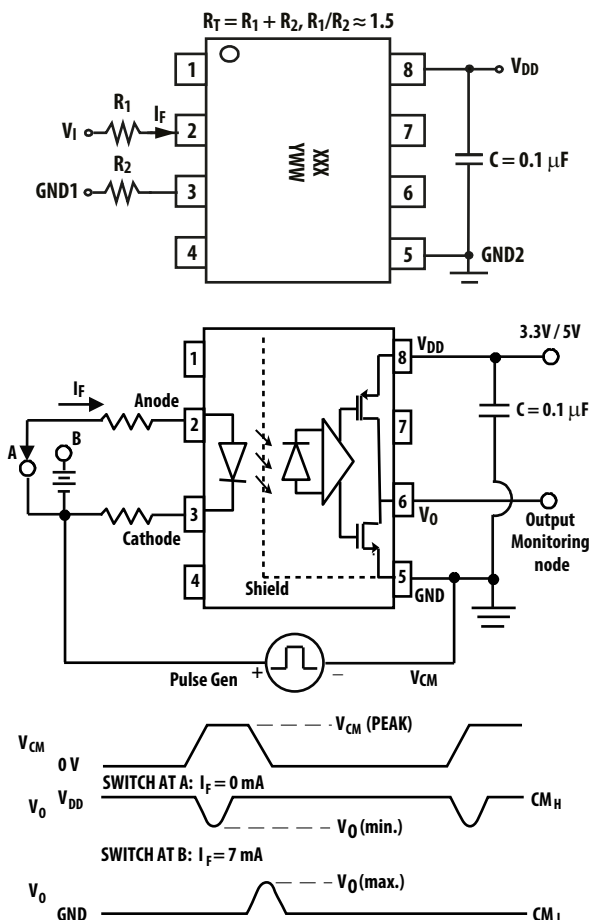 R_T = R_1 + R_2, R_1/R_2 ≈ 1.5
1
8
V_DD
R_1
I_F
V_I
2
7
XXX
YWW
C = 0.1 μF
R_2
GND1
3
6
4
5
GND2
3.3V / 5V
1
8
V_DD
I_F
Anode
C = 0.1 μF
2
7
A
B
6
V_O
3
Cathode
Output
Monitoring
node
4
Shield
5
GND
Pulse Gen
+
−
V_CM
V_CM (PEAK)
V_CM
0 V
SWITCH AT A: I_F = 0 mA
V_O
V_DD
CM_H
V_O (min.)
SWITCH AT B: I_F = 7 mA
V_O
V_O (max.)
GND
CM_L